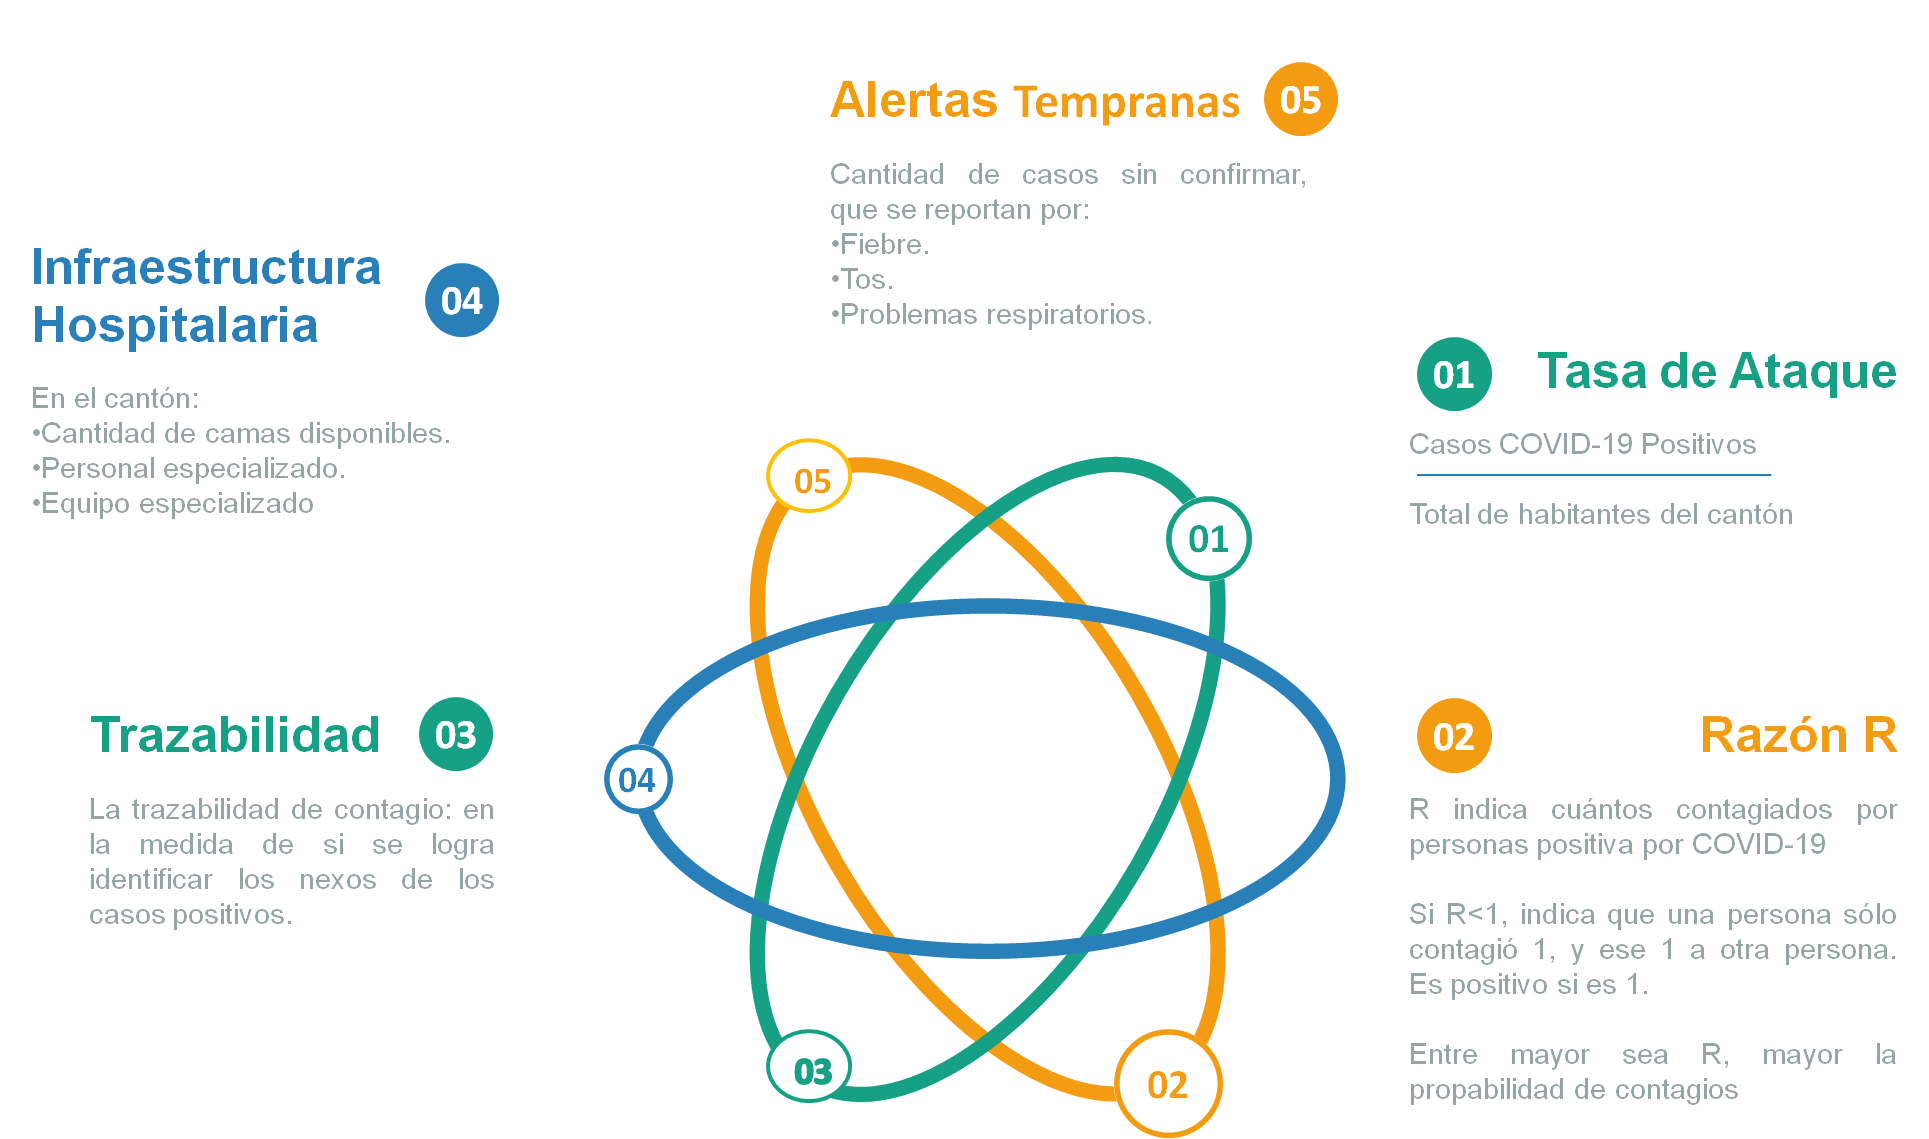 Alertas Tempranas 05
Cantidad de casos sin confirmar,
que se reportan por:
•Fiebre.
•Tos.
•Problemas respiratorios.
Infraestructura
Hospitalaria
04
En el cantón:
•Cantidad de camas disponibles.
•Personal especializado.
•Equipo especializado
01 Tasa de Ataque
Casos COVID-19 Positivos
Total de habitantes del cantón
05
01
04
03
02
Trazabilidad 03
La trazabilidad de contagio: en
la medida de si se logra
identificar los nexos de los
casos positivos.
02 Razón R
R indica cuántos contagiados por
personas positiva por COVID-19
Si R<1, indica que una persona sólo
contagió 1, y ese 1 a otra persona.
Es positivo si es 1.
Entre mayor sea R, mayor la
propabilidad de contagios